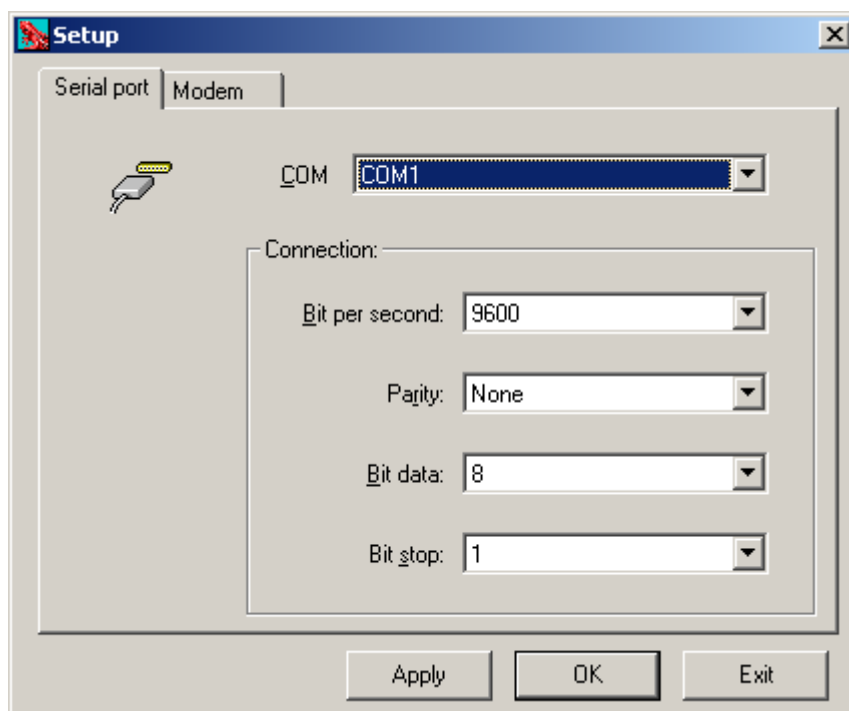 Setup
Serial port Modem
COM COM1
Connection:
Bit per second: 9600
Parity: None
Bit data: 8
Bit stop: 1
Apply OK Exit